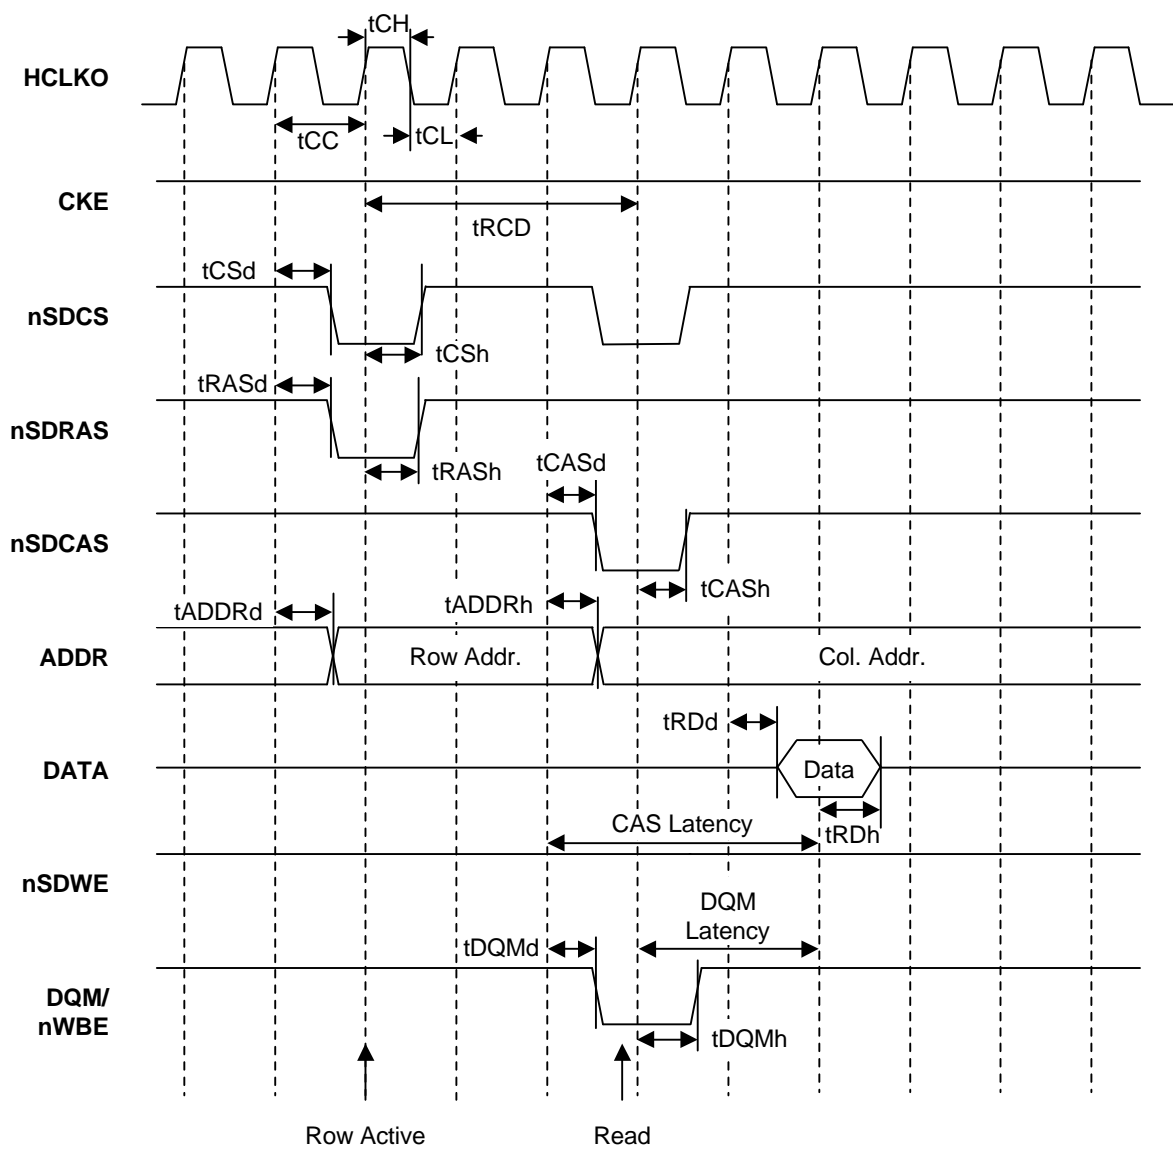 tCH
HCLKO
tCC
tCL
CKE
tRCD
tCSd
nSDCS
tCSh
tRASd
nSDRAS
tRASh
tCASd
nSDCAS
tCASh
tADDRd
tADDRh
ADDR
Row Addr.
Col. Addr.
tRDd
DATA
Data
CAS Latency
tRDh
nSDWE
DQM
Latency
tDQMd
DQM/
nWBE
tDQMh
Row Active
Read